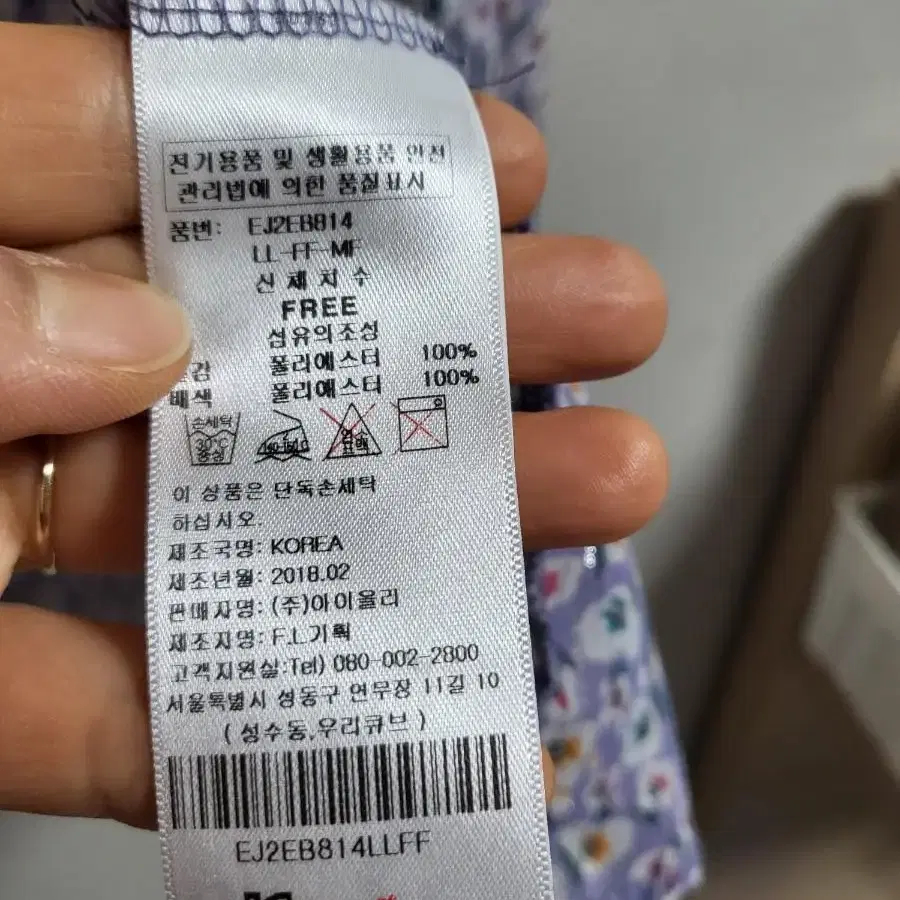 전기용품 및 생활용품 안전
관리법에 의한 품질표시
품번: EJ2EB814
LL-FF-MF
신체치수
FREE
섬유의조성
폴리에스터 100%
배색 폴리에스터 100%
손세탁
30℃
중성
이 상품은 단독손세탁
하십시오.
제조국명: KOREA
제조년월: 2018.02
판매자명: (주)아이올리
제조자명: F.L기획
고객지원실:Tel) 080-002-2800
서울특별시 성동구 연무장 11길 10
(성수동,우리큐브)
EJ2EB814LLFF